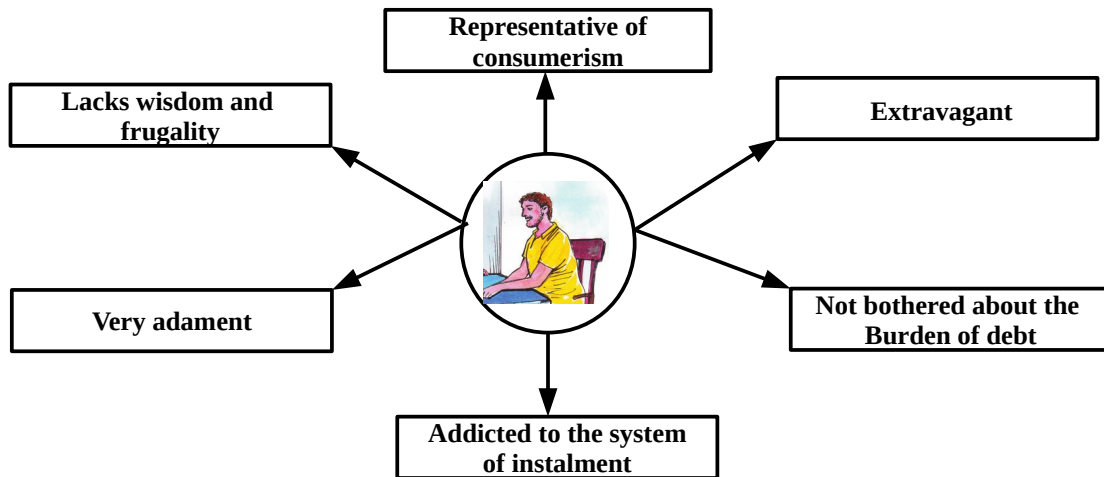 Representative of
consumerism
Lacks wisdom and
frugality
Extravagant
Very adament
Not bothered about the
Burden of debt
Addicted to the system
of instalment